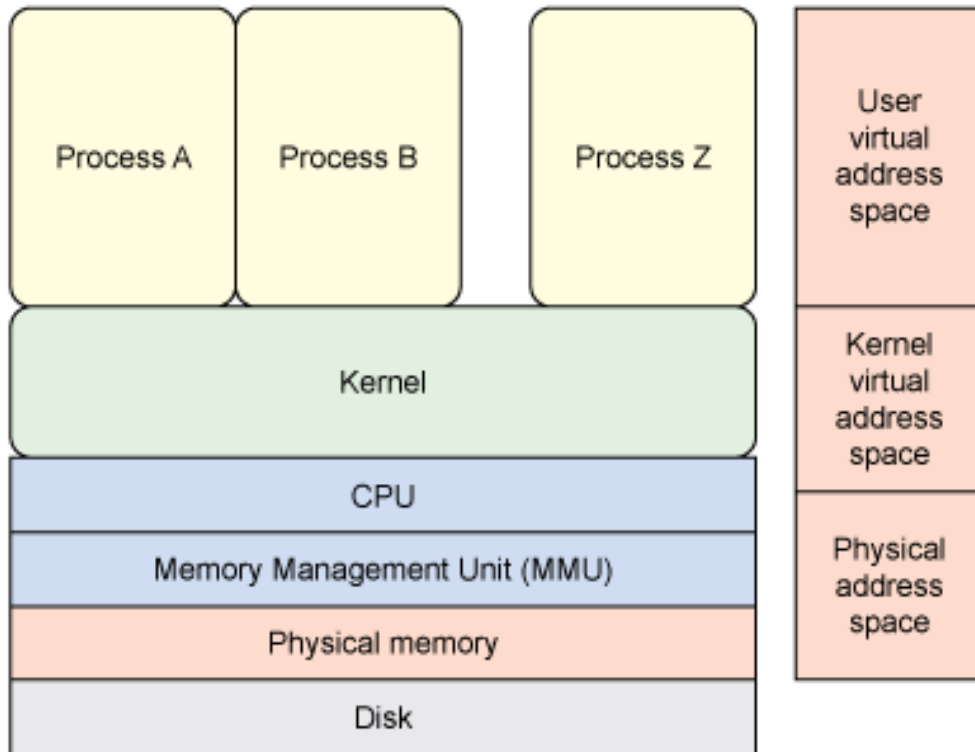 Process A
Process B
Process Z
Kernel
CPU
Memory Management Unit (MMU)
Physical memory
Disk
User
virtual
address
space
Kernel
virtual
address
space
Physical
address
space